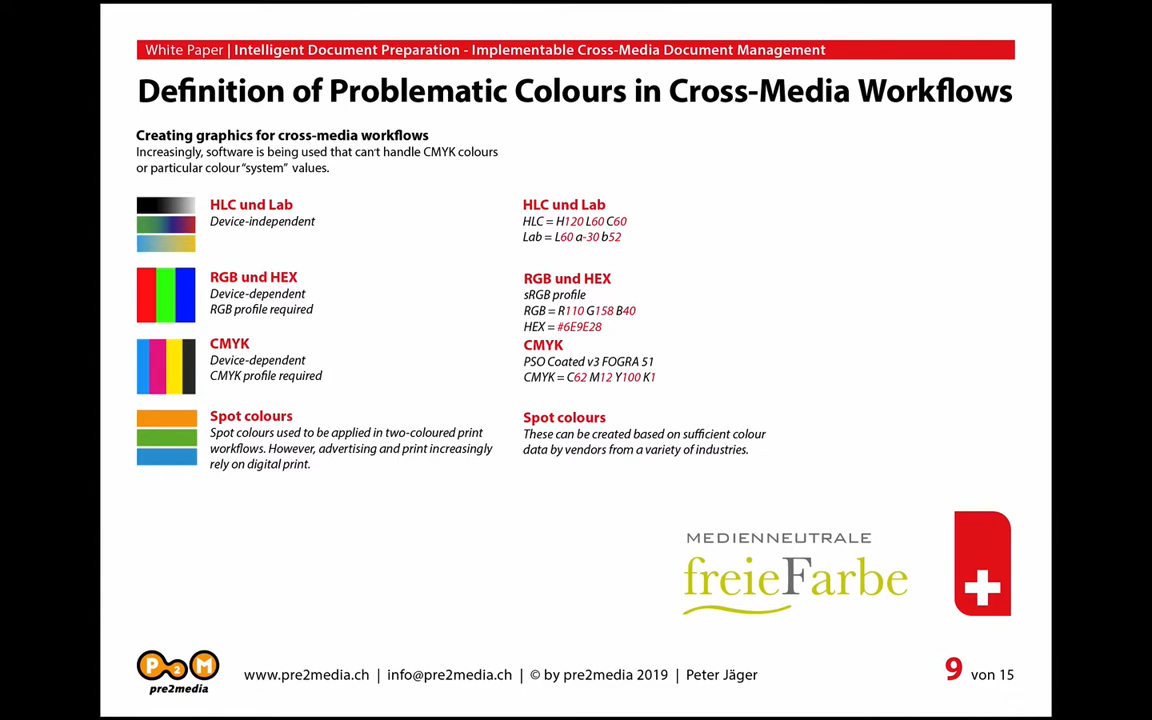 White Paper | Intelligent Document Preparation - Implementable Cross-Media Document Management
Definition of Problematic Colours in Cross-Media Workflows
Creating graphics for cross-media workflows
Increasingly, software is being used that can't handle CMYK colours
or particular colour "system" values.
HLC und Lab
Device-independent
HLC und Lab
HLC = H120 L60 C60
Lab = L60 a-30 b52
RGB und HEX
Device-dependent
RGB profile required
RGB und HEX
sRGB profile
RGB = R110 G158 B40
HEX = #6E9E28
CMYK
Device-dependent
CMYK profile required
CMYK
PSO Coated v3 FOGRA 51
CMYK = C62 M12 Y100 K1
Spot colours
Spot colours used to be applied in two-coloured print
workflows. However, advertising and print increasingly
rely on digital print.
Spot colours
These can be created based on sufficient colour
data by vendors from a variety of industries.
MEDIENNEUTRALE
freieFarbe
P2M
pre2media
www.pre2media.ch | info@pre2media.ch | © by pre2media 2019 | Peter Jäger
9 von 15